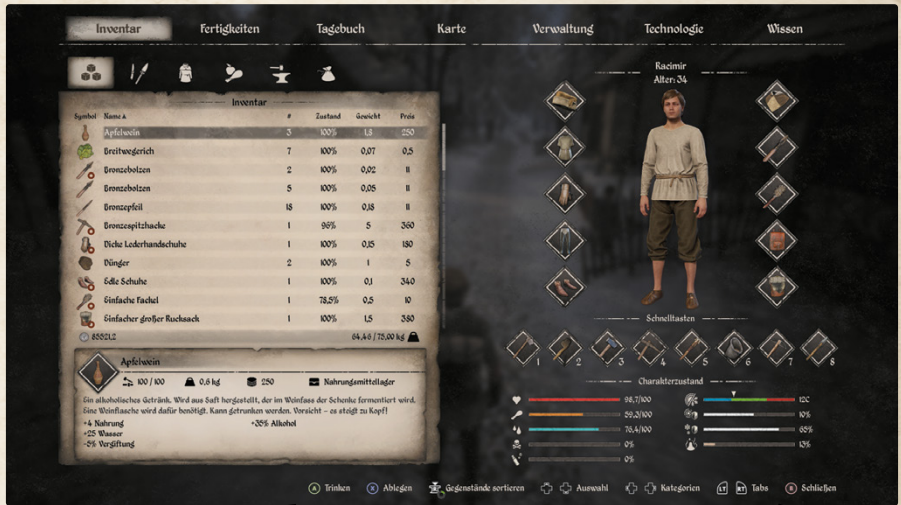 Inventar Fertigkeiten Tagebuch Karte Verwaltung Technologie Wissen
Inventar
Symbol Name # Zustand Gewicht Preis
Apfelwein 3 100% 1,8 250
Breitwegerich 7 100% 0,07 0,5
Bronzebolzen 2 100% 0,02 11
Bronzebolzen 5 100% 0,05 11
Bronzepfeil 18 100% 0,18 11
Bronzespitzhacke 1 96% 5 360
Dicke Lederhandschuhe 1 100% 0,15 180
Dünger 2 100% 1 5
Edle Schuhe 1 100% 0,1 340
Einfache Fackel 1 78,5% 0,5 10
Einfacher großer Rucksack 1 100% 1,5 380
85521,2 64,46 / 75,00 kg
Apfelwein
100 / 100 0,6 kg 250 Nahrungsmittellager
Ein alkoholisches Getränk. Wird aus Saft hergestellt, der im Weinfass der Schenke fermentiert wird.
Eine Weinflasche wird dafür benötigt. Kann getrunken werden. Vorsicht – es steigt zu Kopf!
+4 Nahrung +35% Alkohol
+25 Wasser
-5% Vergiftung
Racimir
Alter: 34
Schnelltasten
1 2 3 4 5 6 7 8
Charakterzustand
98,7/100 12C
59,3/100 10%
76,4/100 65%
0% 13%
0%
A Trinken X Ablegen Gegenstände sortieren Auswahl Kategorien LT RT Tabs B Schließen